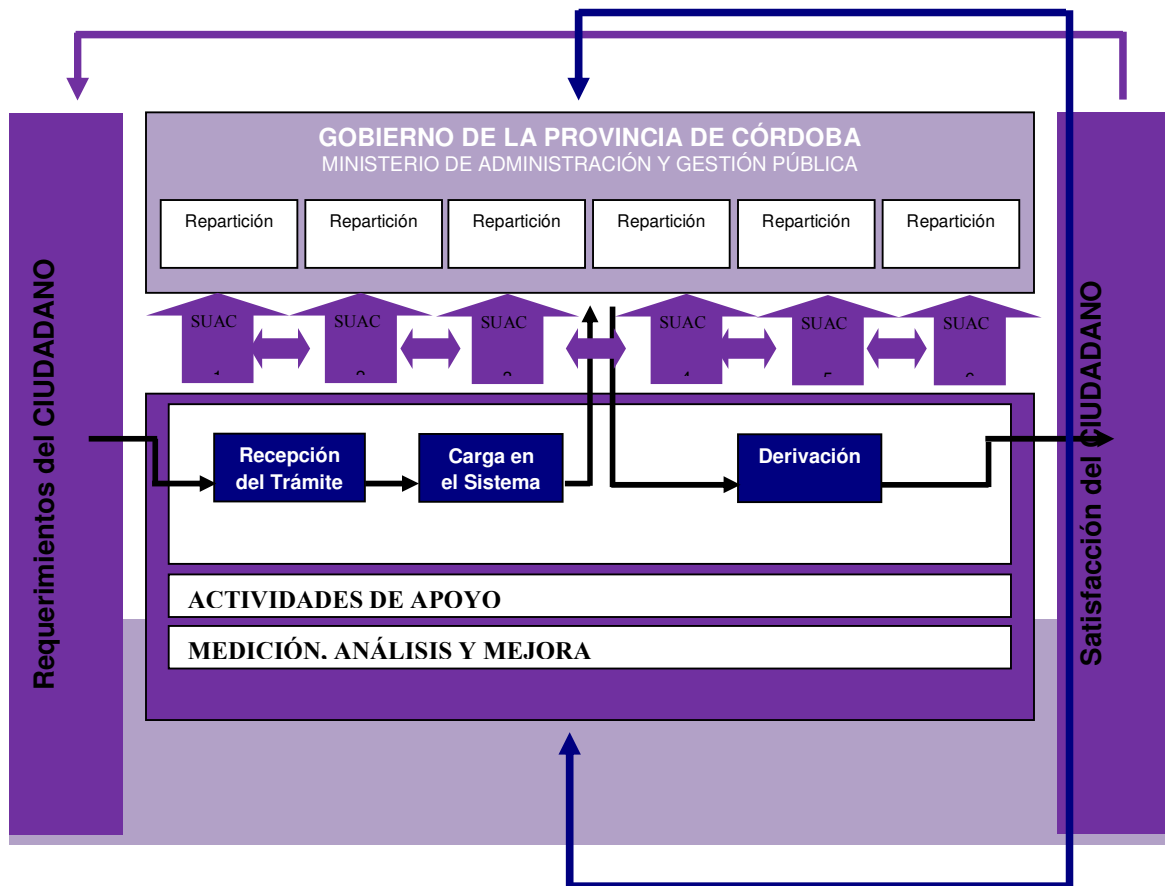 GOBIERNO DE LA PROVINCIA DE CÓRDOBA
MINISTERIO DE ADMINISTRACIÓN Y GESTIÓN PÚBLICA
Repartición
Repartición
Repartición
Repartición
Repartición
Repartición
SUAC
SUAC
SUAC
SUAC
SUAC
SUAC
Requerimientos del CIUDADANO
Recepción
del Trámite
Carga en
el Sistema
Derivación
Satisfacción del CIUDADANO
ACTIVIDADES DE APOYO
MEDICIÓN, ANÁLISIS Y MEJORA